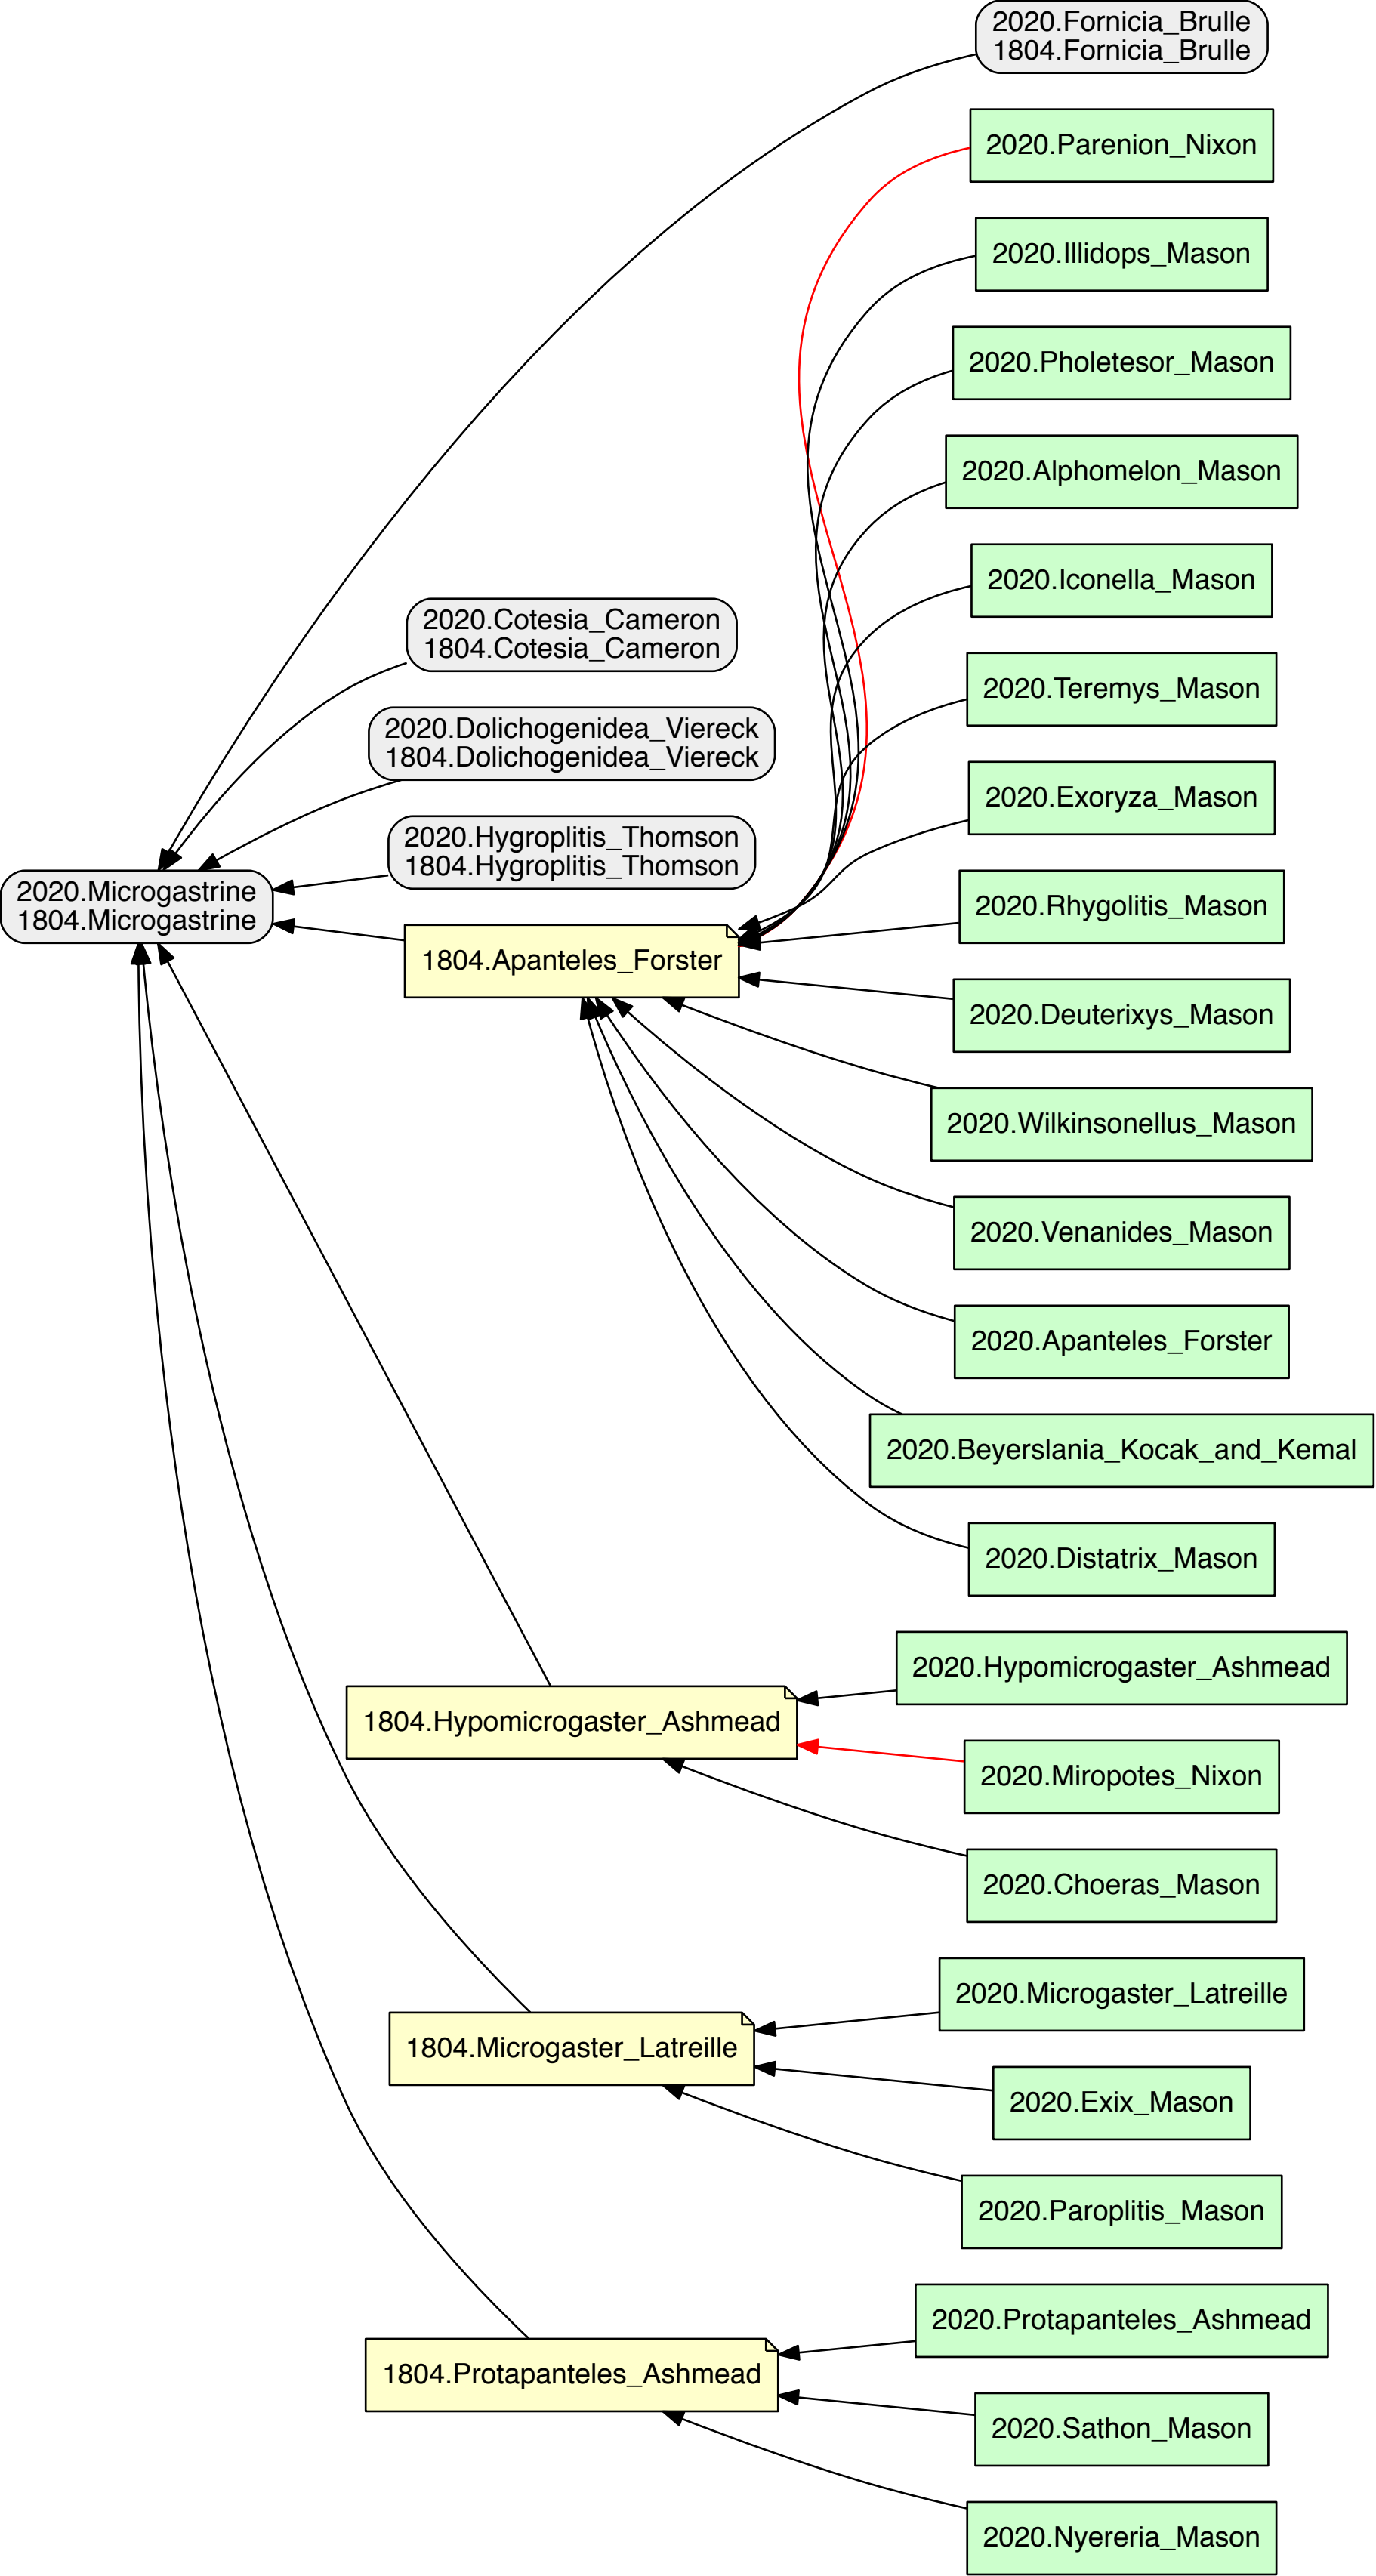 2020.Fornicia_Brulle
1804.Fornicia_Brulle
2020.Parenion_Nixon
2020.Illidops_Mason
2020.Pholetesor_Mason
2020.Alphomelon_Mason
2020.Iconella_Mason
2020.Cotesia_Cameron
1804.Cotesia_Cameron
2020.Teremys_Mason
2020.Dolichogenidea_Viereck
1804.Dolichogenidea_Viereck
2020.Exoryza_Mason
2020.Hygroplitis_Thomson
1804.Hygroplitis_Thomson
2020.Microgastrine
1804.Microgastrine
2020.Rhygolitis_Mason
1804.Apanteles_Forster
2020.Deuterixys_Mason
2020.Wilkinsonellus_Mason
2020.Venanides_Mason
2020.Apanteles_Forster
2020.Beyerslania_Kocak_and_Kemal
2020.Distatrix_Mason
2020.Hypomicrogaster_Ashmead
1804.Hypomicrogaster_Ashmead
2020.Miropotes_Nixon
2020.Choeras_Mason
2020.Microgaster_Latreille
1804.Microgaster_Latreille
2020.Exix_Mason
2020.Paroplitis_Mason
2020.Protapanteles_Ashmead
1804.Protapanteles_Ashmead
2020.Sathon_Mason
2020.Nyereria_Mason